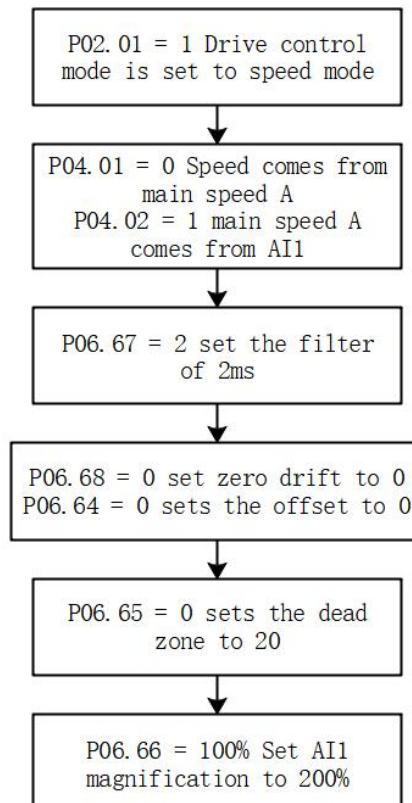 P02.01 = 1 Drive control
mode is set to speed mode
P04.01 = 0 Speed comes from
main speed A
P04.02 = 1 main speed A
comes from AI1
P06.67 = 2 set the filter
of 2ms
P06.68 = 0 set zero drift to 0
P06.64 = 0 sets the offset to 0
P06.65 = 0 sets the dead
zone to 20
P06.66 = 100% Set AI1
magnification to 200%